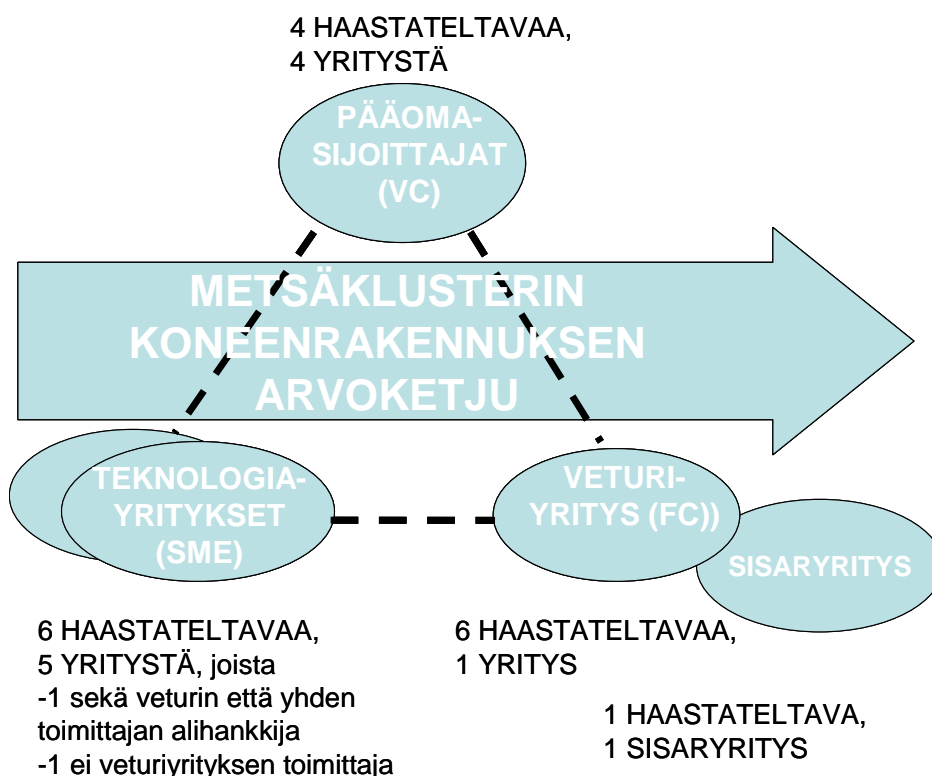 4 HAASTATELTAVAA,
4 YRITYSTÄ
PÄÄOMA-
SIJOITTAJAT
(VC)
METSÄKLUSTERIN
KONEENRAKENNUKSEN
ARVOKETJU
TEKNOLOGIA-
YRITYKSET
(SME)
VETURI-
YRITYS (FC))
SISARYRITYS
6 HAASTATELTAVAA,
5 YRITYSTÄ, joista
-1 sekä veturin että yhden
toimittajan alihankkija
-1 ei veturiyrityksen toimittaja
6 HAASTATELTAVAA,
1 YRITYS
1 HAASTATELTAVA,
1 SISARYRITYS